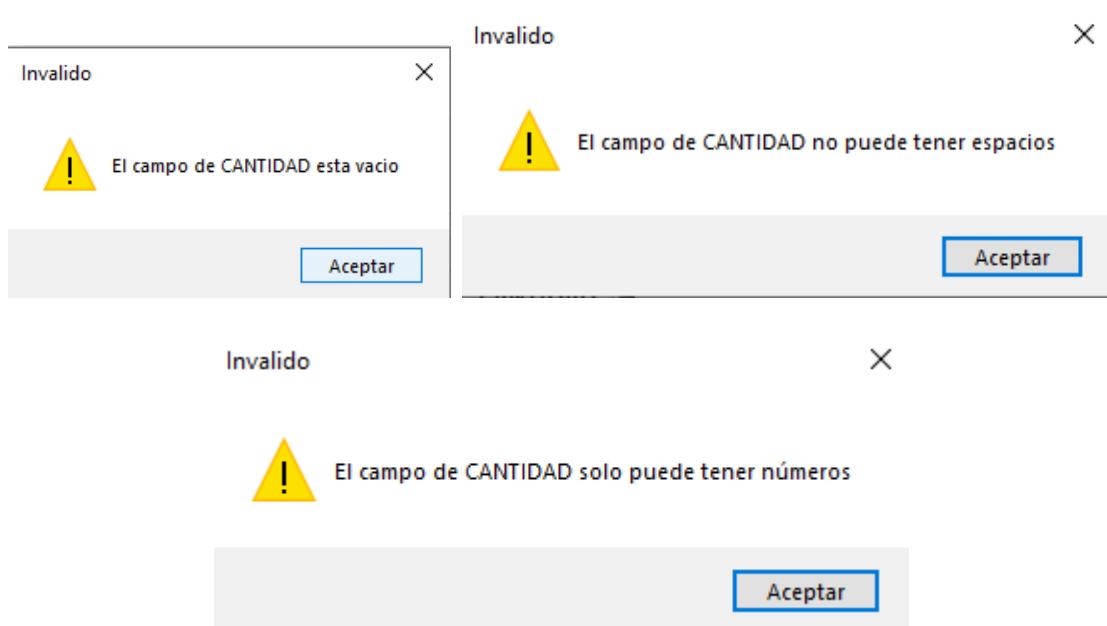 Invalido
El campo de CANTIDAD esta vacio
Aceptar
Invalido
El campo de CANTIDAD no puede tener espacios
Aceptar
Invalido
El campo de CANTIDAD solo puede tener números
Aceptar